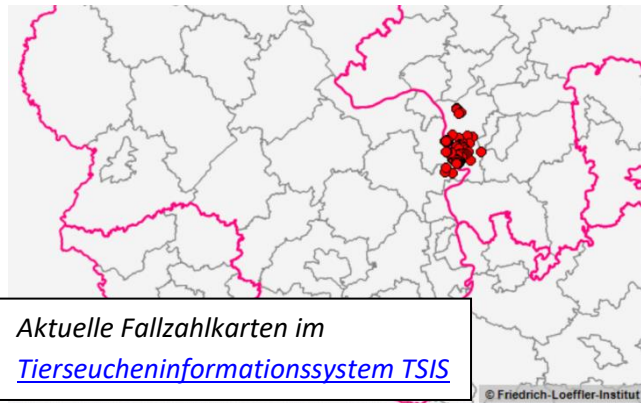 Aktuelle Fallzahlkarten im
Tierseucheninformationssystem TSIS
© Friedrich-Loeffler-Institut